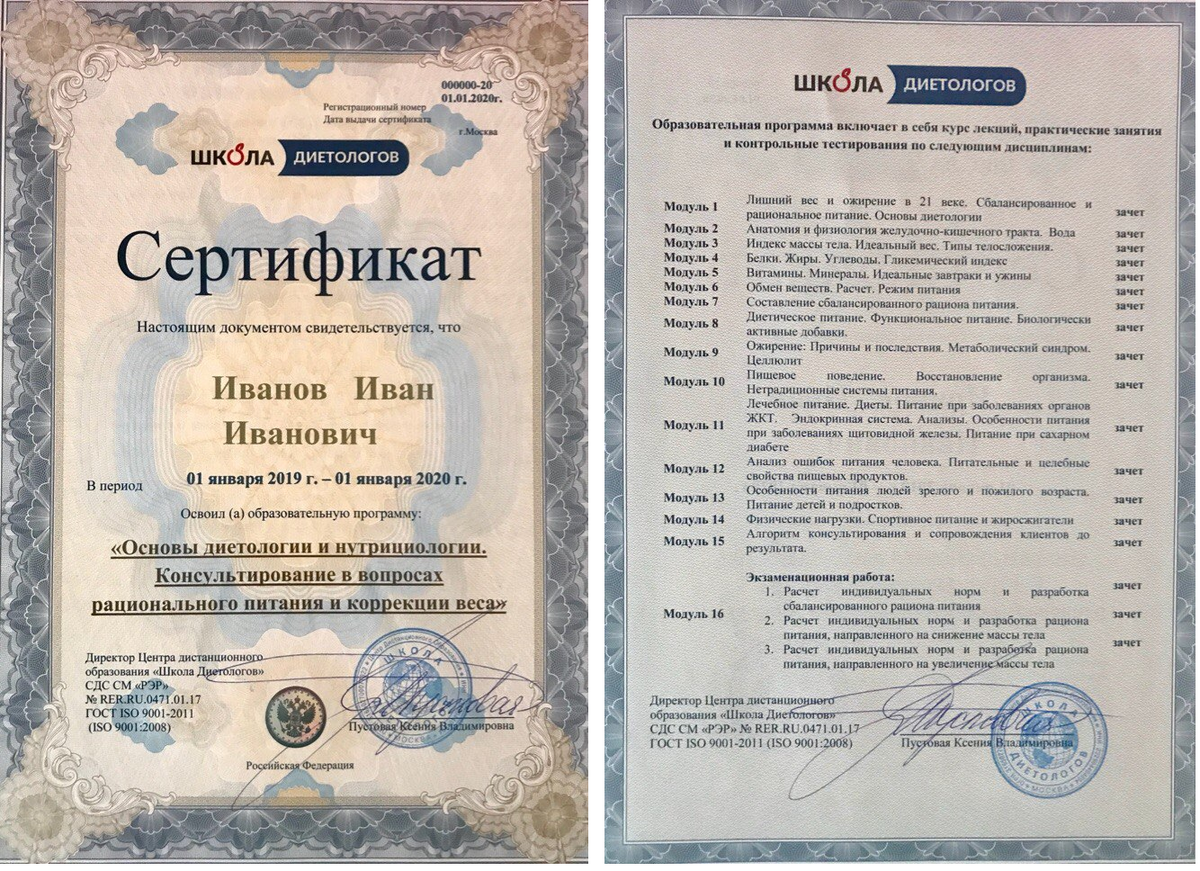 000000-20
01.01.2020г.
Регистрационный номер
Дата выдачи сертификата
г.Москва
ШКОЛА ДИЕТОЛОГОВ
Сертификат
Настоящим документом свидетельствуется, что
Иванов Иван
Иванович
В период 01 января 2019 г. – 01 января 2020 г.
Освоил (а) образовательную программу:
«Основы диетологии и нутрициологии.
Консультирование в вопросах
рационального питания и коррекции веса»
Директор Центра дистанционного
образования «Школа Диетологов»
СДС СМ «РЭР»
№ RER.RU.0471.01.17
ГОСТ ISO 9001-2011
(ISO 9001:2008)
Пустовая Ксения Владимировна
ШКОЛА
МОСКВА
Российская Федерация
ШКОЛА ДИЕТОЛОГОВ
Образовательная программа включает в себя курс лекций, практические занятия
и контрольные тестирования по следующим дисциплинам:
Модуль 1 Лишний вес и ожирение в 21 веке. Сбалансированное и
рациональное питание. Основы диетологии зачет
Модуль 2 Анатомия и физиология желудочно-кишечного тракта. Вода зачет
Модуль 3 Индекс массы тела. Идеальный вес. Типы телосложения. зачет
Модуль 4 Белки. Жиры. Углеводы. Гликемический индекс зачет
Модуль 5 Витамины. Минералы. Идеальные завтраки и ужины зачет
Модуль 6 Обмен веществ. Расчет. Режим питания зачет
Модуль 7 Составление сбалансированного рациона питания. зачет
Модуль 8 Диетическое питание. Функциональное питание. Биологически
активные добавки. зачет
Модуль 9 Ожирение: Причины и последствия. Метаболический синдром.
Целлюлит зачет
Модуль 10 Пищевое поведение. Восстановление организма.
Нетрадиционные системы питания. зачет
Лечебное питание. Диеты. Питание при заболеваниях органов
Модуль 11 ЖКТ. Эндокринная система. Анализы. Особенности питания
при заболеваниях щитовидной железы. Питание при сахарном зачет
диабете
Модуль 12 Анализ ошибок питания человека. Питательные и целебные
свойства пищевых продуктов. зачет
Модуль 13 Особенности питания людей зрелого и пожилого возраста.
Питание детей и подростков. зачет
Модуль 14 Физические нагрузки. Спортивное питание и жиросжигатели зачет
Модуль 15 Алгоритм консультирования и сопровождения клиентов до
результата. зачет
Экзаменационная работа:
1. Расчет индивидуальных норм и разработка зачет
сбалансированного рациона питания
Модуль 16 2. Расчет индивидуальных норм и разработка рациона зачет
питания, направленного на снижение массы тела
3. Расчет индивидуальных норм и разработка рациона зачет
питания, направленного на увеличение массы тела
Директор Центра дистанционного
образования «Школа Диетологов»
СДС СМ «РЭР» № RER.RU.0471.01.17
ГОСТ ISO 9001-2011 (ISO 9001:2008)
Пустовая Ксения Владимировна
ШКОЛА
ДИЕТОЛОГОВ
МОСКВА